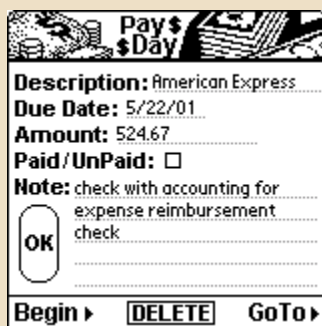 Pay$
$Day
Description: American Express
Due Date: 5/22/01
Amount: 524.67
Paid/UnPaid:
Note: check with accounting for
expense reimbursement
check
OK
Begin DELETE GoTo